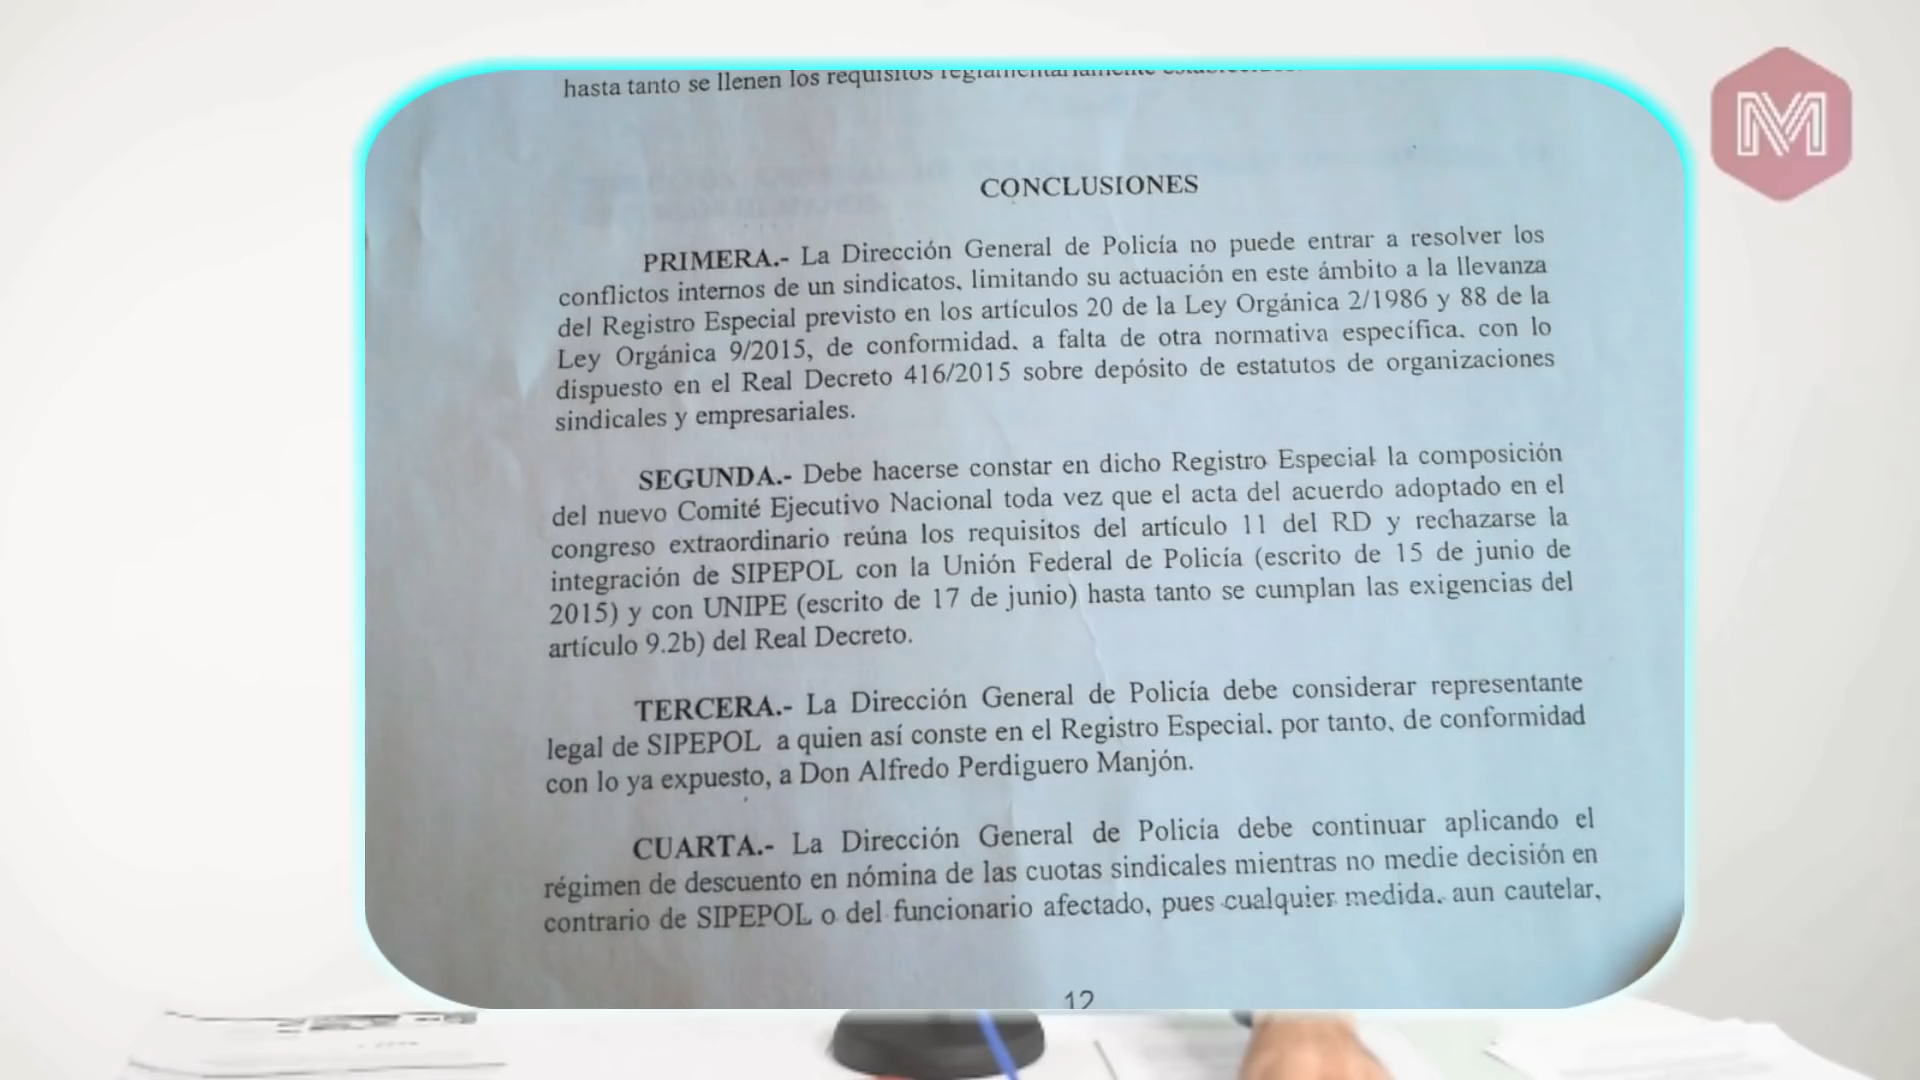 hasta tanto se llenen los requisitos reglamentariamente
CONCLUSIONES
PRIMERA.- La Dirección General de Policía no puede entrar a resolver los
conflictos internos de un sindicatos, limitando su actuación en este ámbito a la llevanza
del Registro Especial previsto en los artículos 20 de la Ley Orgánica 2/1986 y 88 de la
Ley Orgánica 9/2015, de conformidad, a falta de otra normativa específica, con lo
dispuesto en el Real Decreto 416/2015 sobre depósito de estatutos de organizaciones
sindicales y empresariales.
SEGUNDA.- Debe hacerse constar en dicho Registro Especial la composición
del nuevo Comité Ejecutivo Nacional toda vez que el acta del acuerdo adoptado en el
congreso extraordinario reúna los requisitos del artículo 11 del RD y rechazarse la
integración de SIPEPOL con la Unión Federal de Policía (escrito de 15 de junio de
2015) y con UNIPE (escrito de 17 de junio) hasta tanto se cumplan las exigencias del
artículo 9.2b) del Real Decreto.
TERCERA.- La Dirección General de Policía debe considerar representante
legal de SIPEPOL a quien así conste en el Registro Especial, por tanto, de conformidad
con lo ya expuesto, a Don Alfredo Perdiguero Manjón.
CUARTA.- La Dirección General de Policía debe continuar aplicando el
régimen de descuento en nómina de las cuotas sindicales mientras no medie decisión en
contrario de SIPEPOL o del funcionario afectado, pues cualquier medida, aun cautelar,
12
M